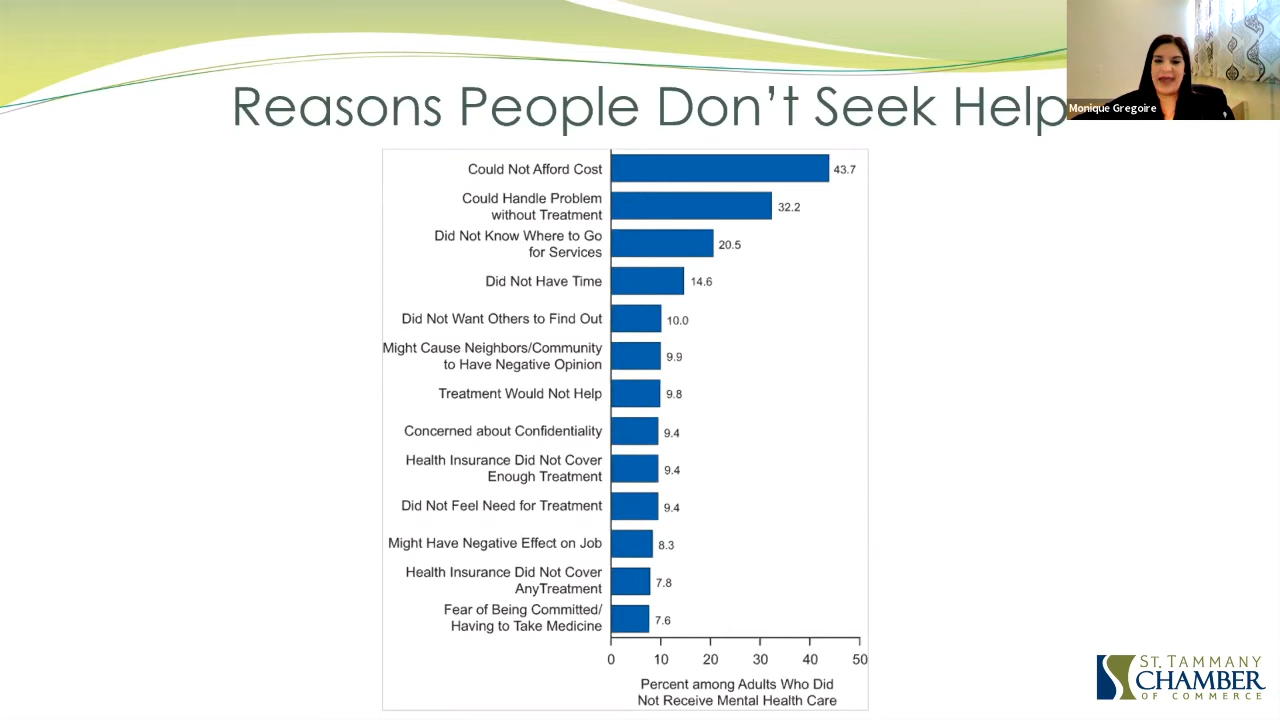 Reasons People Don't Seek Help
Monique Gregoire
Could Not Afford Cost
43.7
Could Handle Problem
without Treatment
32.2
Did Not Know Where to Go
for Services
20.5
Did Not Have Time
14.6
Did Not Want Others to Find Out
10.0
Might Cause Neighbors/Community
to Have Negative Opinion
9.9
Treatment Would Not Help
9.8
Concerned about Confidentiality
9.4
Health Insurance Did Not Cover
Enough Treatment
9.4
Did Not Feel Need for Treatment
9.4
Might Have Negative Effect on Job
8.3
Health Insurance Did Not Cover
AnyTreatment
7.8
Fear of Being Committed/
Having to Take Medicine
7.6
0 10 20 30 40 50
Percent among Adults Who Did
Not Receive Mental Health Care
ST. TAMMANY
CHAMBER
OF COMMERCE